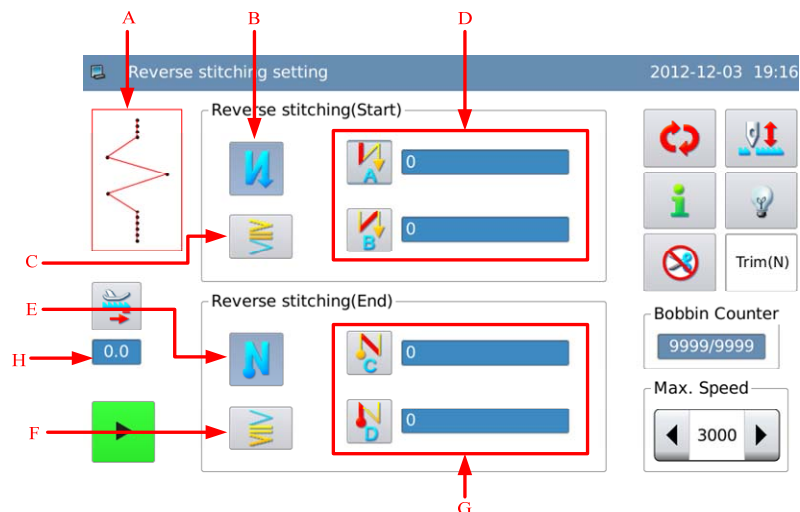 A
B
D
Reverse stitching setting
2012-12-03 19:16
Reverse stitching(Start)
A
0
B
0
C
Trim(N)
E
Reverse stitching(End)
Bobbin Counter
H
0.0
C
0
9999/9999
Max. Speed
F
D
0
3000
G